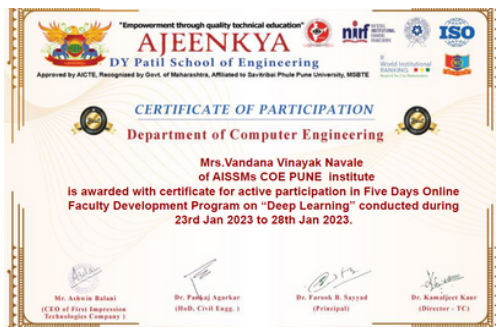 "Empowerment through quality technical education"
AJEENKYA
DY Patil School of Engineering
Approved by AICTE, Recognized by Govt. of Maharashtra, Affiliated to Savitribai Phule Pune University, MSBTE
nirf
ISO
World Institutional
RANKING
CERTIFICATE OF PARTICIPATION
Department of Computer Engineering
Mrs.Vandana Vinayak Navale
of AISSMs COE PUNE institute
is awarded with certificate for active participation in Five Days Online
Faculty Development Program on “Deep Learning” conducted during
23rd Jan 2023 to 28th Jan 2023.
Mr. Ashwin Balani
(CEO of First Impression
Technologies Company )
Dr. Pankaj Agarkar
(HoD, Civil Engg. )
Dr. Farook B. Sayyad
(Principal)
Dr. Kamaljeet Kaur
(Director - TC)